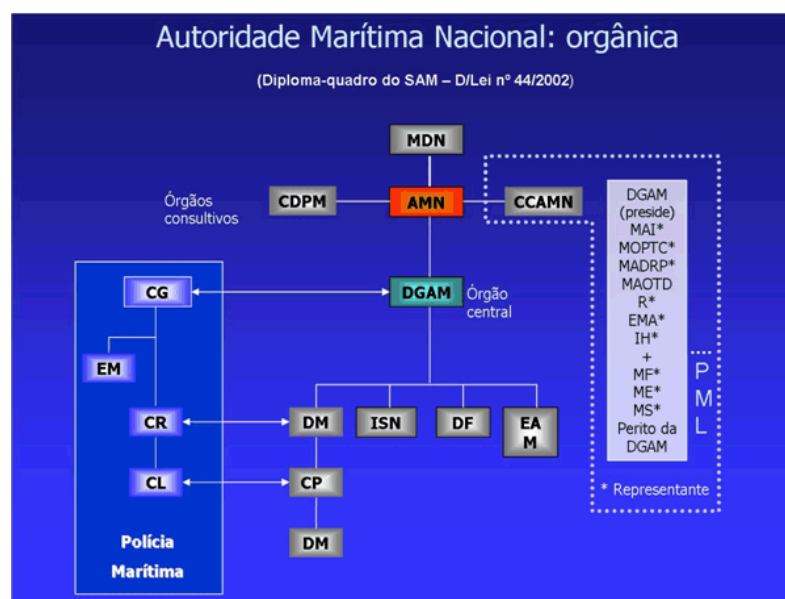 Autoridade Marítima Nacional: orgânica
(Diploma-quadro do SAM – D/Lei nº 44/2002)
MDN
Órgãos
consultivos
CDPM
AMN
CCAMN
DGAM
(preside)
MAI*
MOPTC*
MADRP*
MAOTD
R*
EMA*
IH*
+
MF*
ME*
MS*
Perito da
DGAM
P
M
L
* Representante
CG
DGAM
Órgão
central
EM
CR
DM
ISN
DF
EA
M
CL
CP
DM
Polícia
Marítima